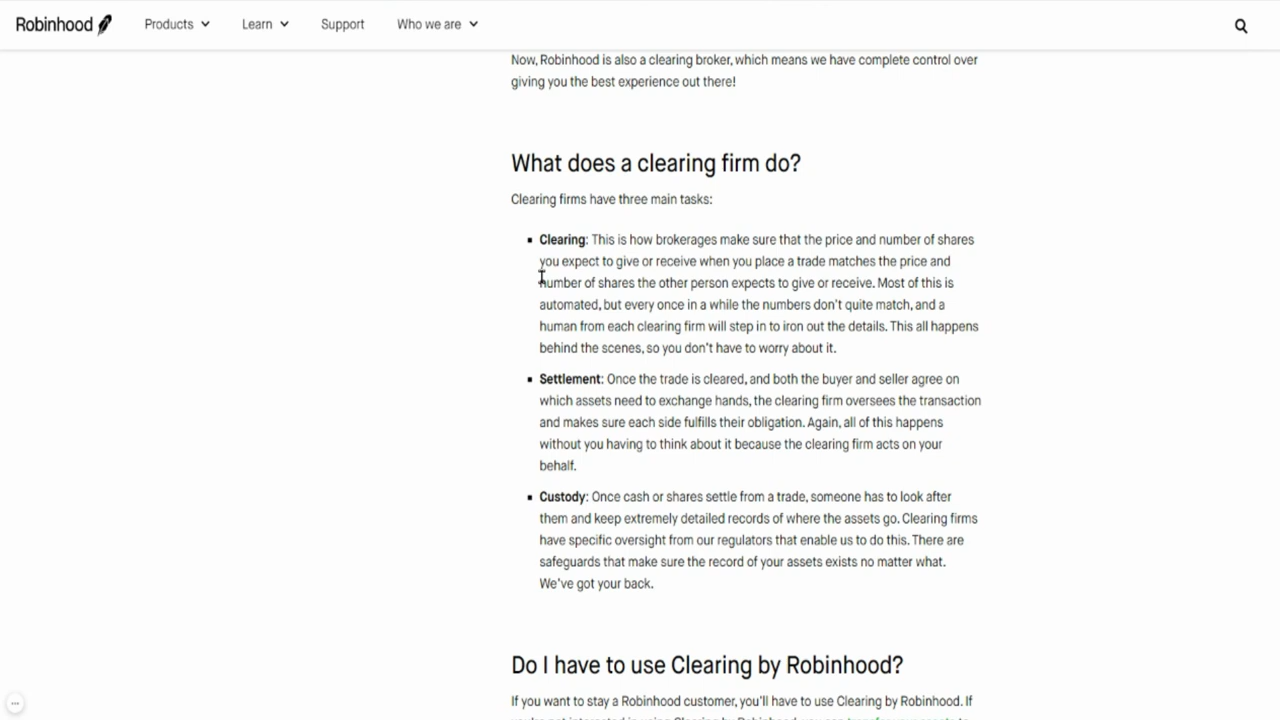 Robinhood Products Learn Support Who we are
Now, Robinhood is also a clearing broker, which means we have complete control over
giving you the best experience out there!
What does a clearing firm do?
Clearing firms have three main tasks:
▪ Clearing: This is how brokerages make sure that the price and number of shares
you expect to give or receive when you place a trade matches the price and
number of shares the other person expects to give or receive. Most of this is
automated, but every once in a while the numbers don't quite match, and a
human from each clearing firm will step in to iron out the details. This all happens
behind the scenes, so you don't have to worry about it.
▪ Settlement: Once the trade is cleared, and both the buyer and seller agree on
which assets need to exchange hands, the clearing firm oversees the transaction
and makes sure each side fulfills their obligation. Again, all of this happens
without you having to think about it because the clearing firm acts on your
behalf.
▪ Custody: Once cash or shares settle from a trade, someone has to look after
them and keep extremely detailed records of where the assets go. Clearing firms
have specific oversight from our regulators that enable us to do this. There are
safeguards that make sure the record of your assets exists no matter what.
We've got your back.
Do I have to use Clearing by Robinhood?
If you want to stay a Robinhood customer, you'll have to use Clearing by Robinhood. If